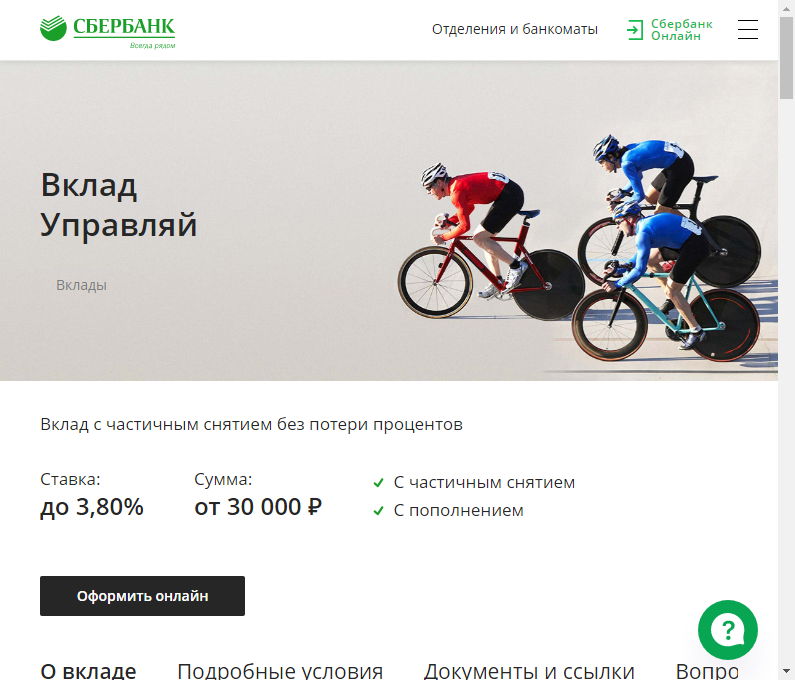 СБЕРБАНК
Всегда рядом
Отделения и банкоматы
Сбербанк
Онлайн
Вклад
Управляй
Вклады
Вклад с частичным снятием без потери процентов
Ставка:
до 3,80%
Сумма:
от 30 000 ₽
С частичным снятием
С пополнением
Оформить онлайн
?
О вкладе Подробные условия Документы и ссылки Вопро